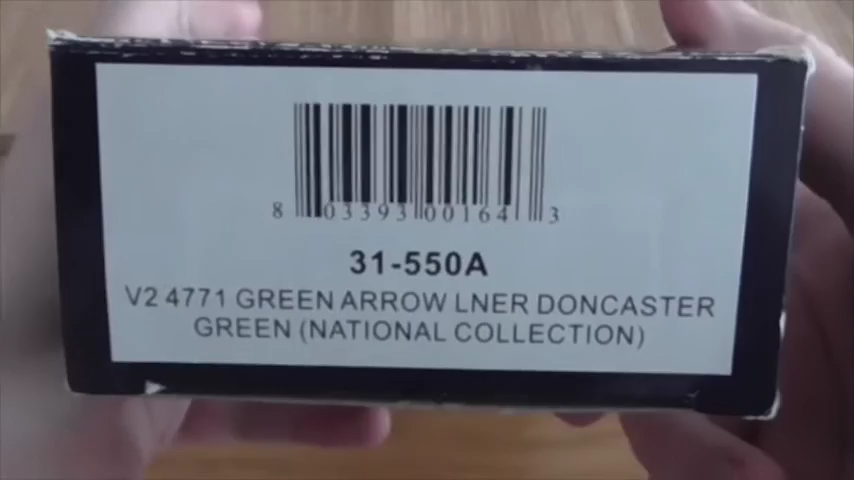 8 03393 00164 3
31-550A
V2 4771 GREEN ARROW LNER DONCASTER
GREEN (NATIONAL COLLECTION)